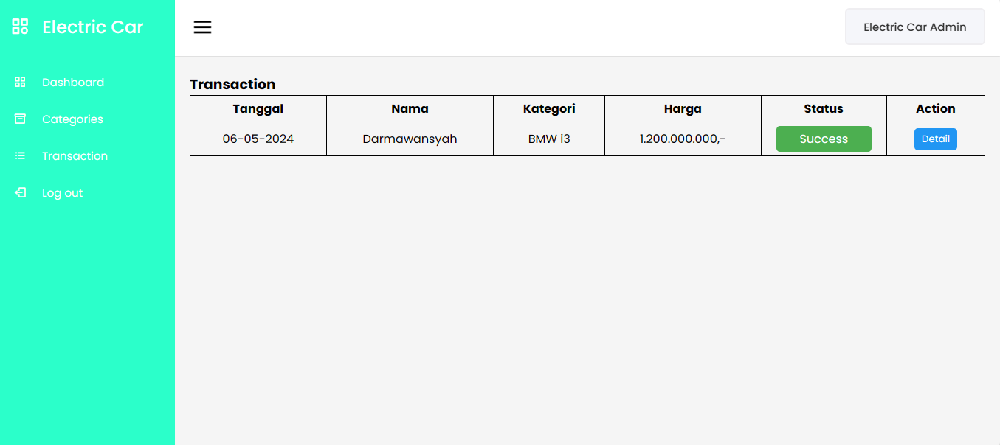 Electric Car
Dashboard
Categories
Transaction
Log out
Electric Car Admin
Transaction
Tanggal Nama Kategori Harga Status Action
06-05-2024 Darmawansyah BMW i3 1.200.000.000,- Success Detail